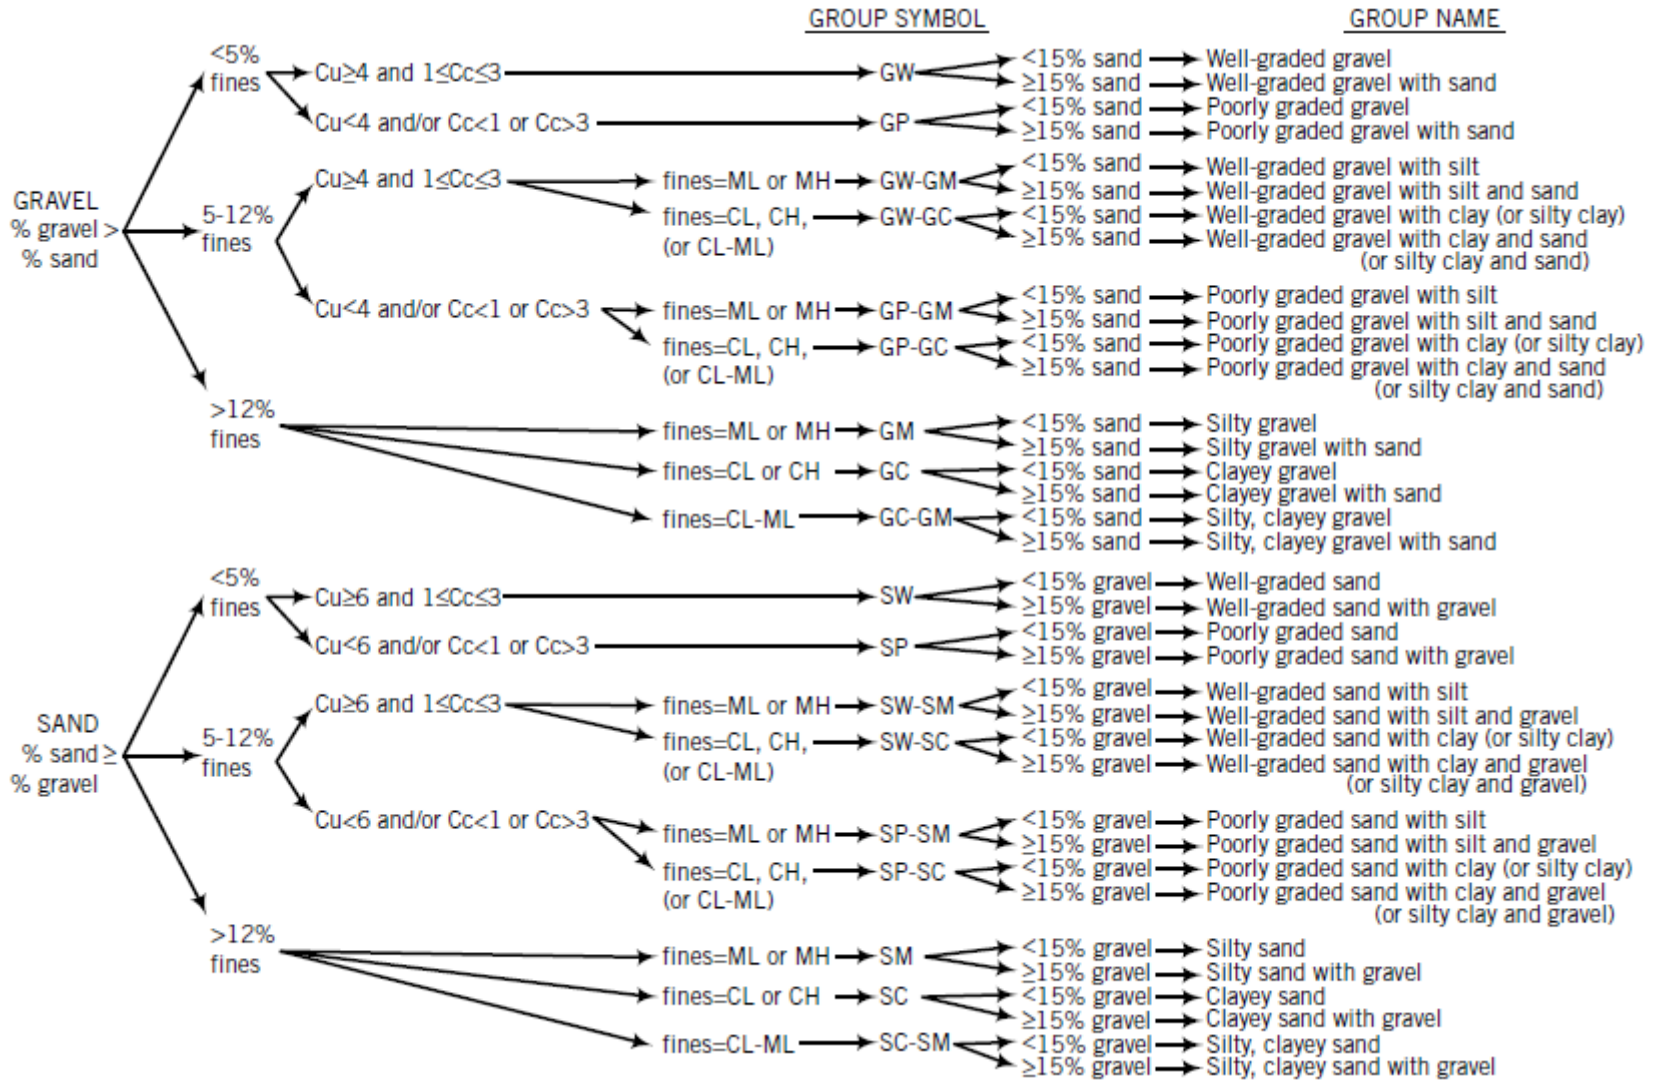 GROUP SYMBOL GROUP NAME
<5% fines Cu≥4 and 1≤Cc≤3 GW <15% sand Well-graded gravel
≥15% sand Well-graded gravel with sand
Cu<4 and/or Cc<1 or Cc>3 GP <15% sand Poorly graded gravel
≥15% sand Poorly graded gravel with sand
GRAVEL
% gravel >
% sand
5-12%
fines
Cu≥4 and 1≤Cc≤3 fines=ML or MH GW-GM <15% sand Well-graded gravel with silt
≥15% sand Well-graded gravel with silt and sand
fines=CL, CH, GW-GC <15% sand Well-graded gravel with clay (or silty clay)
(or CL-ML) ≥15% sand Well-graded gravel with clay and sand
(or silty clay and sand)
Cu<4 and/or Cc<1 or Cc>3 fines=ML or MH GP-GM <15% sand Poorly graded gravel with silt
≥15% sand Poorly graded gravel with silt and sand
fines=CL, CH, GP-GC <15% sand Poorly graded gravel with clay (or silty clay)
(or CL-ML) ≥15% sand Poorly graded gravel with clay and sand
(or silty clay and sand)
>12%
fines
fines=ML or MH GM <15% sand Silty gravel
≥15% sand Silty gravel with sand
fines=CL or CH GC <15% sand Clayey gravel
≥15% sand Clayey gravel with sand
fines=CL-ML GC-GM <15% sand Silty, clayey gravel
≥15% sand Silty, clayey gravel with sand
<5%
fines
Cu≥6 and 1≤Cc≤3 SW <15% gravel Well-graded sand
≥15% gravel Well-graded sand with gravel
Cu<6 and/or Cc<1 or Cc>3 SP <15% gravel Poorly graded sand
≥15% gravel Poorly graded sand with gravel
SAND
% sand ≥
% gravel
5-12%
fines
Cu≥6 and 1≤Cc≤3 fines=ML or MH SW-SM <15% gravel Well-graded sand with silt
≥15% gravel Well-graded sand with silt and gravel
fines=CL, CH, SW-SC <15% gravel Well-graded sand with clay (or silty clay)
(or CL-ML) ≥15% gravel Well-graded sand with clay and gravel
(or silty clay and gravel)
Cu<6 and/or Cc<1 or Cc>3 fines=ML or MH SP-SM <15% gravel Poorly graded sand with silt
≥15% gravel Poorly graded sand with silt and gravel
fines=CL, CH, SP-SC <15% gravel Poorly graded sand with clay (or silty clay)
(or CL-ML) ≥15% gravel Poorly graded sand with clay and gravel
(or silty clay and gravel)
>12%
fines
fines=ML or MH SM <15% gravel Silty sand
≥15% gravel Silty sand with gravel
fines=CL or CH SC <15% gravel Clayey sand
≥15% gravel Clayey sand with gravel
fines=CL-ML SC-SM <15% gravel Silty, clayey sand
≥15% gravel Silty, clayey sand with gravel